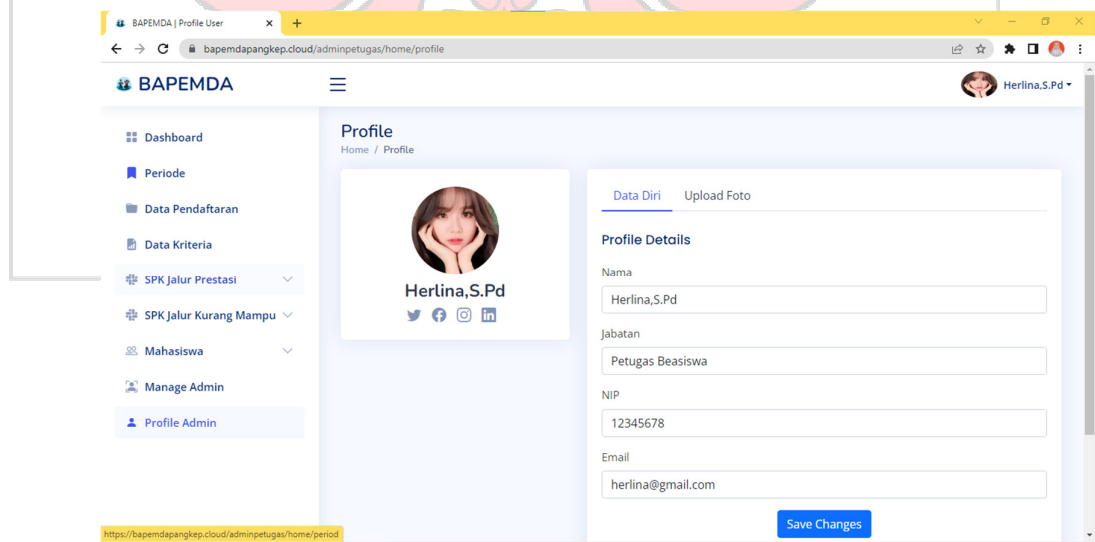 BAPEMDA | Profile User
bapemdapangkep.cloud/adminpetugas/home/profile
BAPEMDA
Herlina,S.Pd
Dashboard
Periode
Data Pendaftaran
Data Kriteria
SPK Jalur Prestasi
SPK Jalur Kurang Mampu
Mahasiswa
Manage Admin
Profile Admin
Profile
Home / Profile
Herlina,S.Pd
Data Diri Upload Foto
Profile Details
Nama
Herlina,S.Pd
Jabatan
Petugas Beasiswa
NIP
12345678
Email
herlina@gmail.com
Save Changes
https://bapemdapangkep.cloud/adminpetugas/home/period